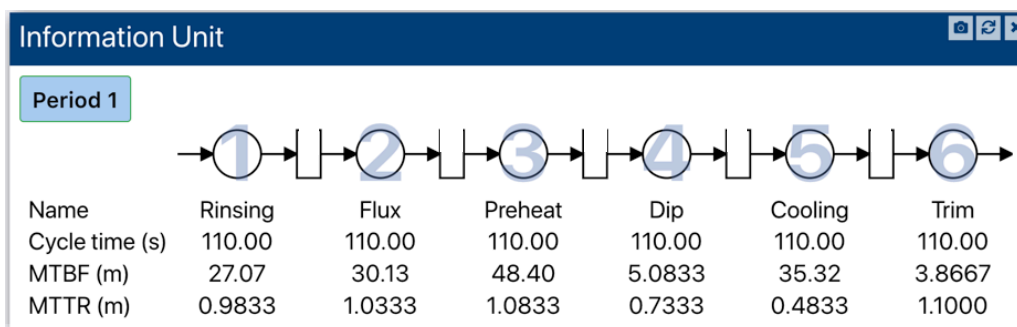 Information Unit
Period 1
1 2 3 4 5 6
Name Rinsing Flux Preheat Dip Cooling Trim
Cycle time (s) 110.00 110.00 110.00 110.00 110.00 110.00
MTBF (m) 27.07 30.13 48.40 5.0833 35.32 3.8667
MTTR (m) 0.9833 1.0333 1.0833 0.7333 0.4833 1.1000